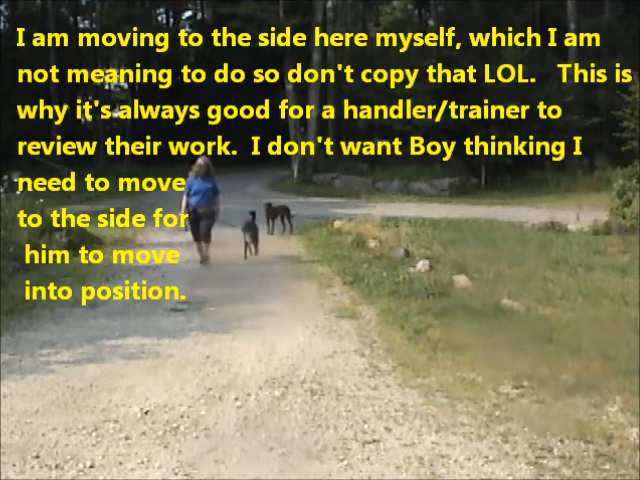 I am moving to the side here myself, which I am
not meaning to do so don't copy that LOL.   This is
why it's always good for a handler/trainer to
review their work.  I don't want Boy thinking I
need to move
to the side for
him to move
into position.